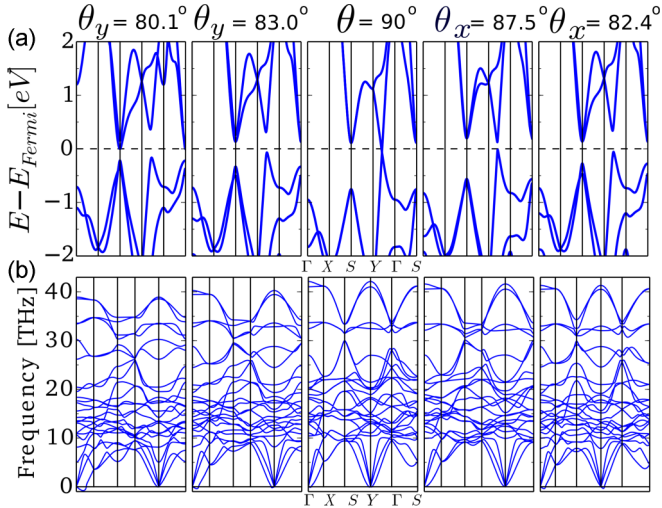 θy = 80.1° θy = 83.0° θ = 90° θx = 87.5° θx = 82.4°
(a)
E−EFermi[eV]
2
1
0
−1
−2
Γ X S Y Γ S
(b)
Frequency [THz]
40
30
20
10
0
Γ X S Y Γ S